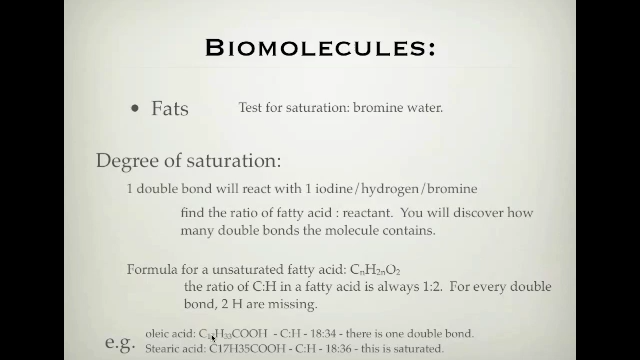 BIOMOLECULES:
• Fats Test for saturation: bromine water.
Degree of saturation:
1 double bond will react with 1 iodine/hydrogen/bromine
find the ratio of fatty acid : reactant. You will discover how
many double bonds the molecule contains.
Formula for a unsaturated fatty acid: CₙH₂ₙO₂
the ratio of C:H in a fatty acid is always 1:2. For every double
bond, 2 H are missing.
e.g. oleic acid: C₁₇H₃₃COOH - C:H - 18:34 - there is one double bond.
Stearic acid: C17H35COOH - C:H - 18:36 - this is saturated.